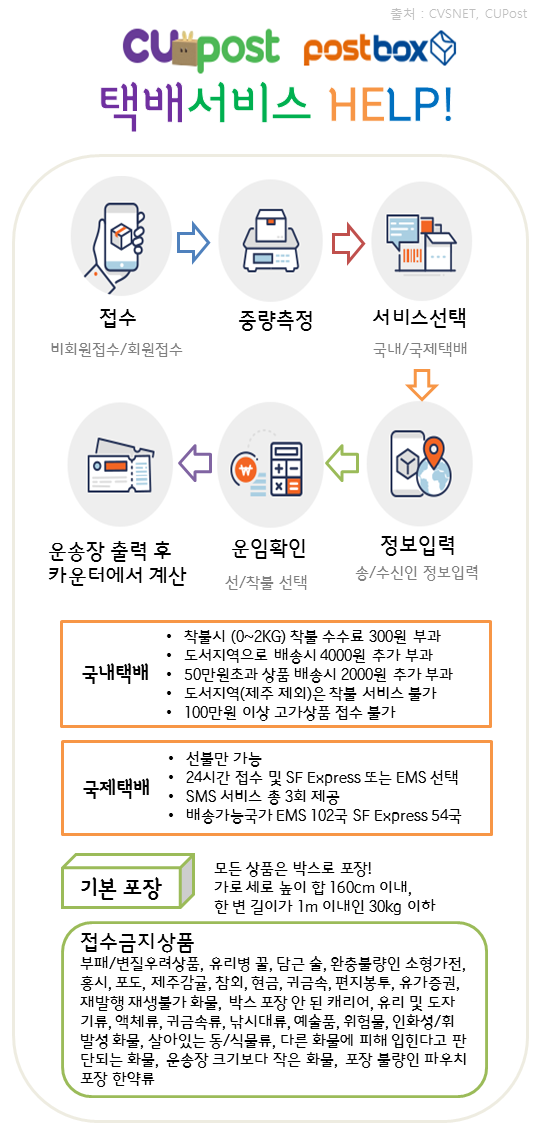 출처 : CVSNET, CUPost
CUpost postbox
택배서비스 HELP!
접수
비회원접수/회원접수
중량측정
서비스선택
국내/국제택배
운송장 출력 후
카운터에서 계산
운임확인
선/착불 선택
정보입력
송/수신인 정보입력
국내택배
• 착불시 (0~2KG) 착불 수수료 300원 부과
• 도서지역으로 배송시 4000원 추가 부과
• 50만원초과 상품 배송시 2000원 추가 부과
• 도서지역(제주 제외)은 착불 서비스 불가
• 100만원 이상 고가상품 접수 불가
국제택배
• 선불만 가능
• 24시간 접수 및 SF Express 또는 EMS 선택
• SMS 서비스 총 3회 제공
• 배송가능국가 EMS 102국 SF Express 54국
기본 포장
모든 상품은 박스로 포장!
가로 세로 높이 합 160cm 이내,
한 변 길이가 1m 이내인 30kg 이하
접수금지상품
부패/변질우려상품, 유리병 꿀, 담근 술, 완충불량인 소형가전,
홍시, 포도, 제주감귤, 참외, 현금, 귀금속, 편지봉투, 유가증권,
재발행 재생불가 화물, 박스 포장 안 된 캐리어, 유리 및 도자
기류, 액체류, 귀금속류, 낚시대류, 예술품, 위험물, 인화성/휘
발성 화물, 살아있는 동/식물류, 다른 화물에 피해 입힌다고 판
단되는 화물, 운송장 크기보다 작은 화물, 포장 불량인 파우치
포장 한약류